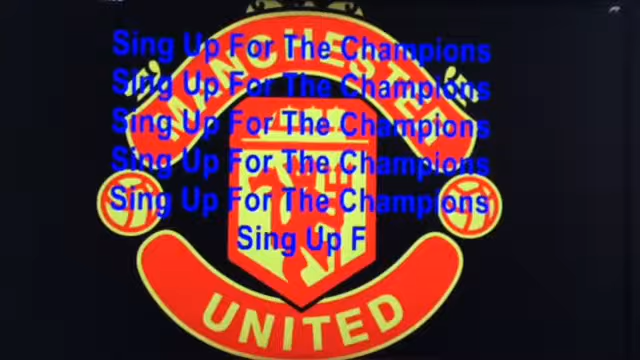 Sing Up For The Champions
MANCHESTER
Sing Up For The Champions
Sing Up For The Champions
Sing Up For The Champions
Sing Up For The Champions
Sing Up F
UNITED